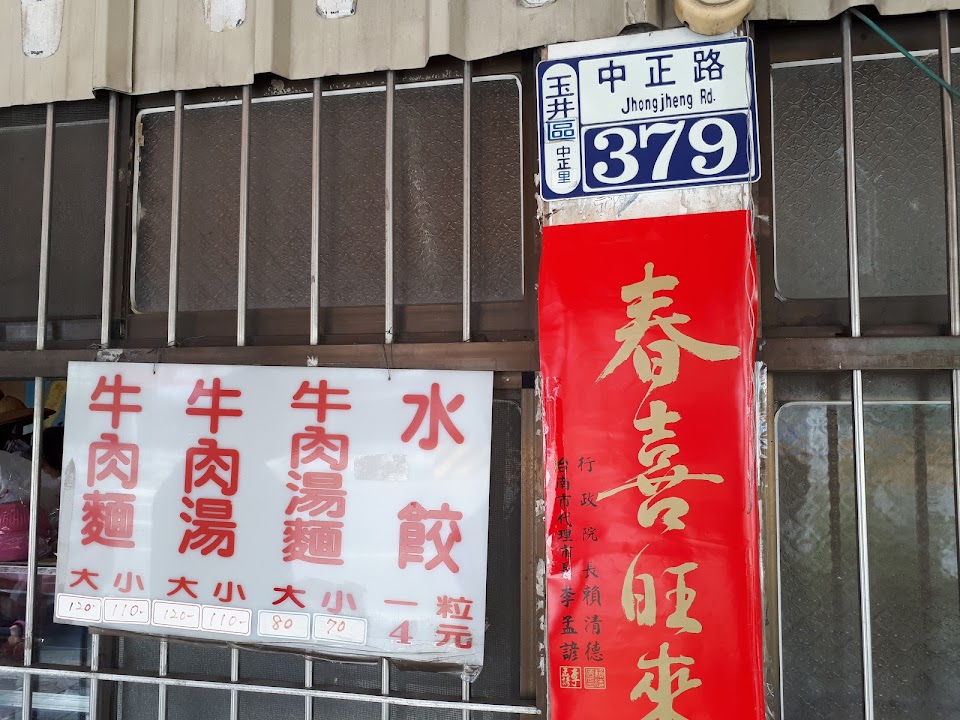 中正路
Jhongjheng Rd.
379
玉井區
中正里
春喜旺來
行政院長賴清德
台南市代理市長李孟諺
水餃
一粒
4元
牛肉湯麵
大 小
80 70
牛肉湯
大 小
120- 110-
牛肉麵
大 小
120- 110-